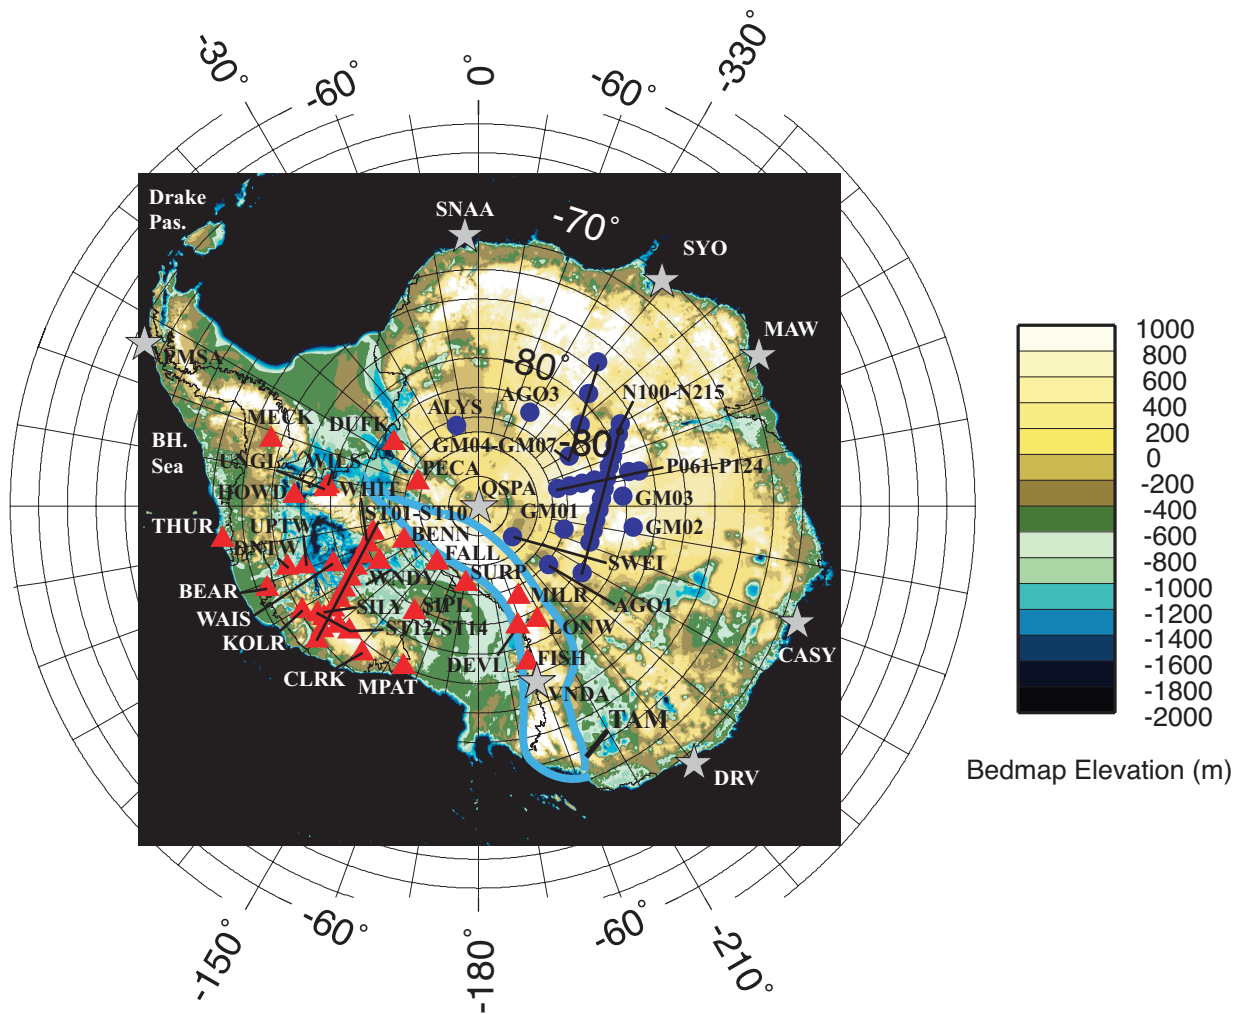 -30°
-60°
0°
-60°
-330°
Drake
Pas.
SNAA
-70°
SYO
MAW
PMSA
-80°
N100-N215
AGO3
ALYS
MECK
DUFK
GM04-GM07
-80°
BH.
Sea
USGL
WILS
PECA
P061-P124
HOWD
WHIT
QSPA
GM03
ST01-ST10
GM01
THUR
UPTW
BENN
GM02
DNTW
FALL
SWEI
SURP
WNDY
BEAR
MILR
AGO1
WAIS
SILY
SIPL
LONW
KOLR
ST12-ST14
CASY
DEVL
FISH
CLRK
MPAT
VNDA
TAM
DRV
1000
800
600
400
200
0
-200
-400
-600
-800
-1000
-1200
-1400
-1600
-1800
-2000
Bedmap Elevation (m)
-150°
-60°
-180°
-60°
-210°